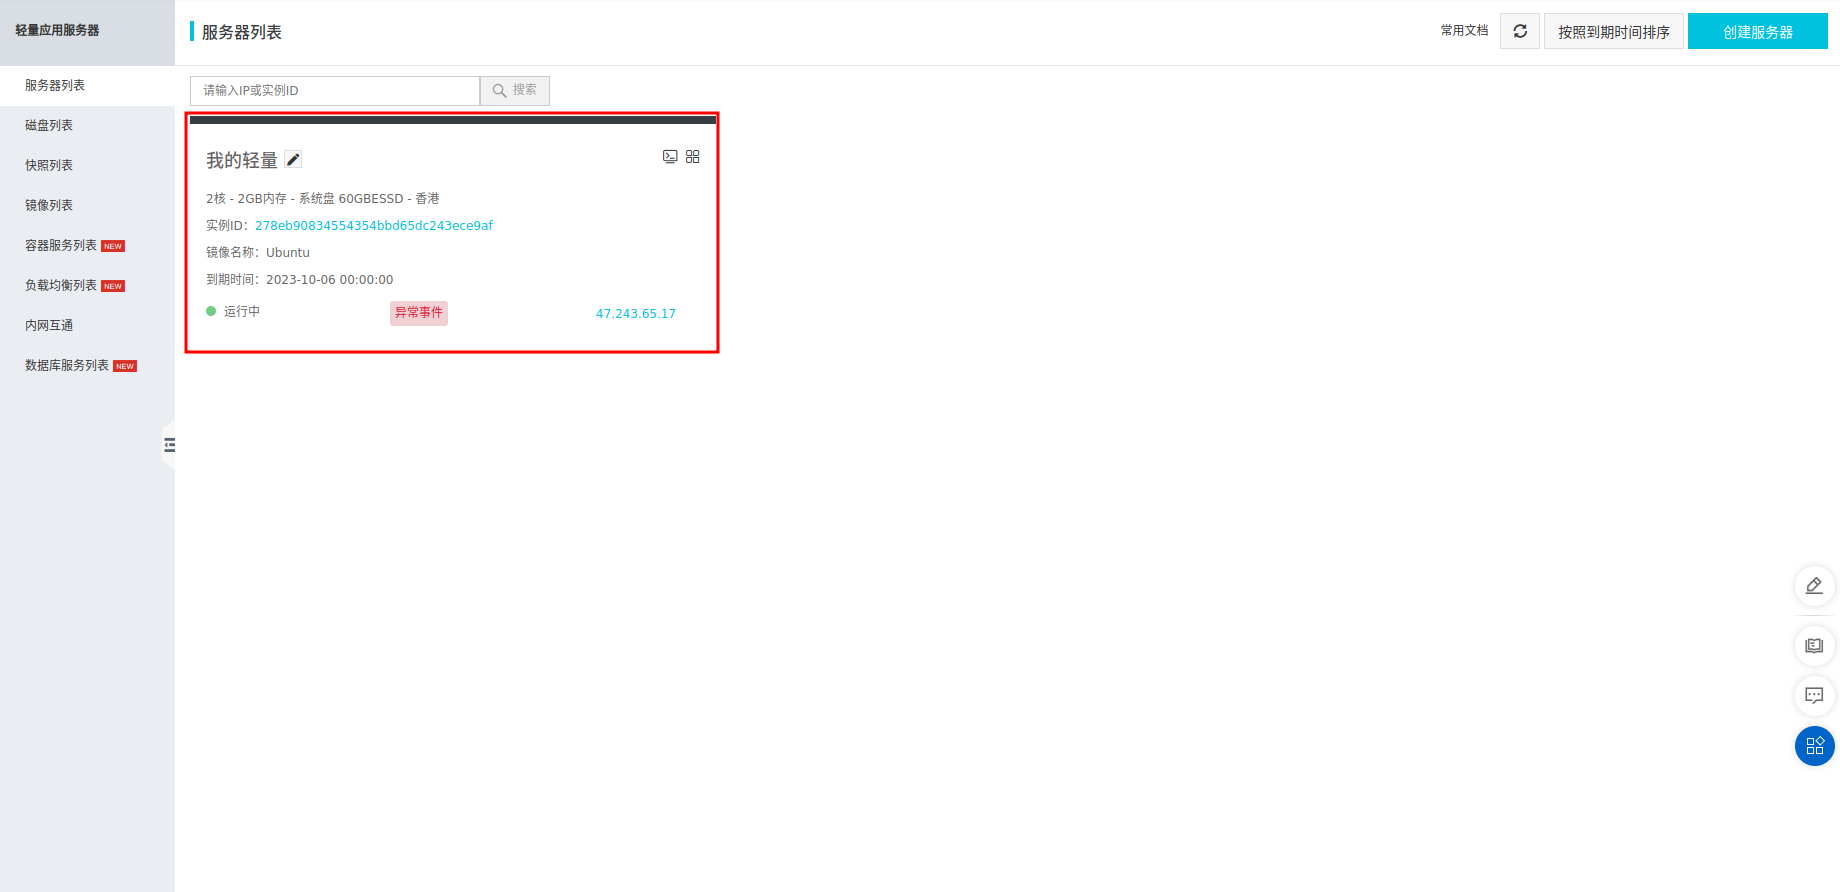 轻量应用服务器
服务器列表
磁盘列表
快照列表
镜像列表
容器服务列表 NEW
负载均衡列表 NEW
内网互通
数据库服务列表 NEW
服务器列表
常用文档
按照到期时间排序
创建服务器
请输入IP或实例ID
搜索
我的轻量
2核 - 2GB内存 - 系统盘 60GBESSD - 香港
实例ID：278eb90834554354bbd65dc243ece9af
镜像名称：Ubuntu
到期时间：2023-10-06 00:00:00
运行中
异常事件
47.243.65.17